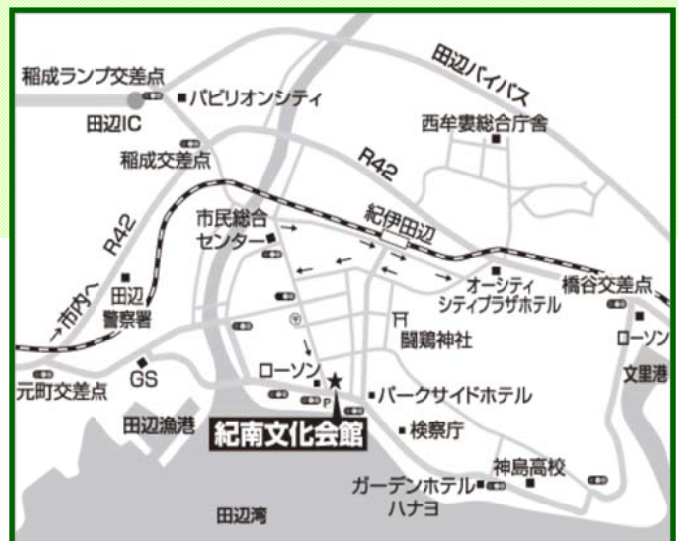 稲成ランプ交差点
パビリオンシティ
田辺バイパス
田辺IC
西牟婁総合庁舎
稲成交差点
R42
R42
市民総合
センター
紀伊田辺
→市内へ
田辺
警察署
オーシティ
シティプラザホテル
橋谷交差点
闘鶏神社
ローソン
文里港
元町交差点
GS
ローソン
P
パークサイドホテル
田辺漁港
紀南文化会館
検察庁
神島高校
ガーデンホテル
ハナヨ
田辺湾